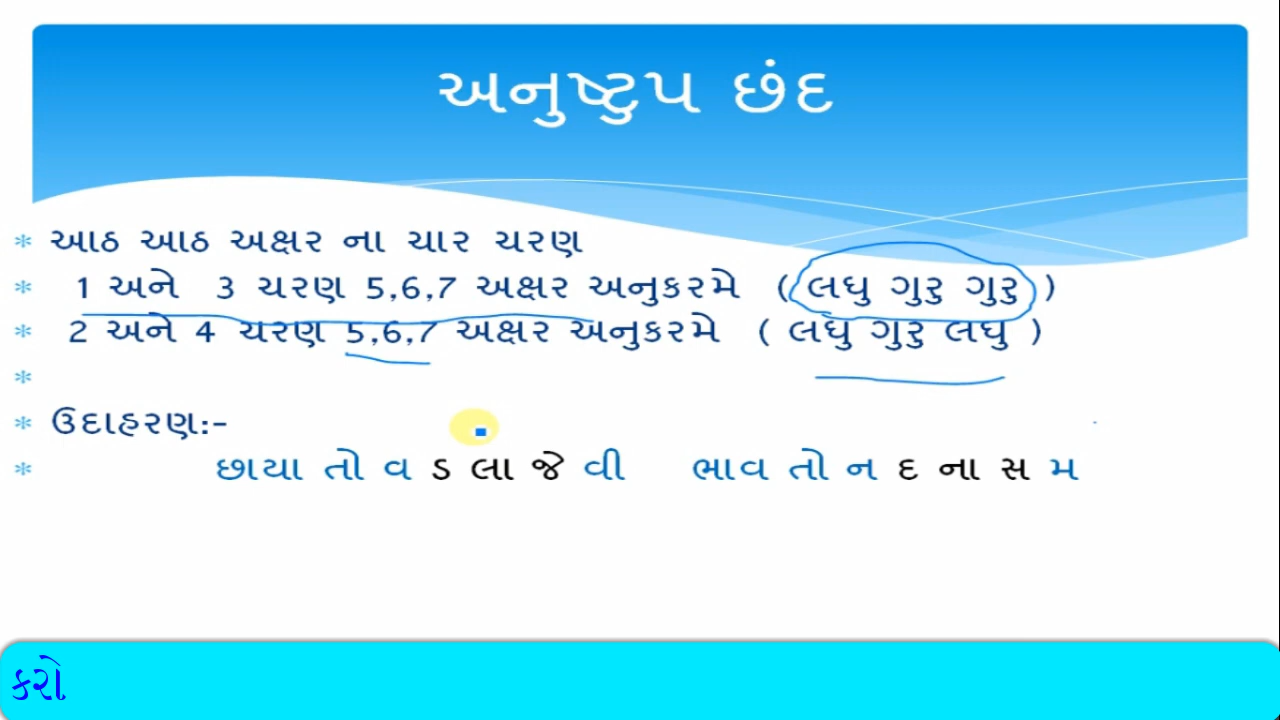 અનુષ્ટુપ છંદ
* આઠ આઠ અક્ષર ના ચાર ચરણ
* 1 અને 3 ચરણ 5,6,7 અક્ષર અનુકરમે ( લઘુ ગુરુ ગુરુ )
* 2 અને 4 ચરણ 5,6,7 અક્ષર અનુકરમે ( લઘુ ગુરુ લઘુ )
*
* ઉદાહરણ:-
* છાયા તો વ ડ લા જે વી ભાવ તો ન દ ના સ મ
કરો